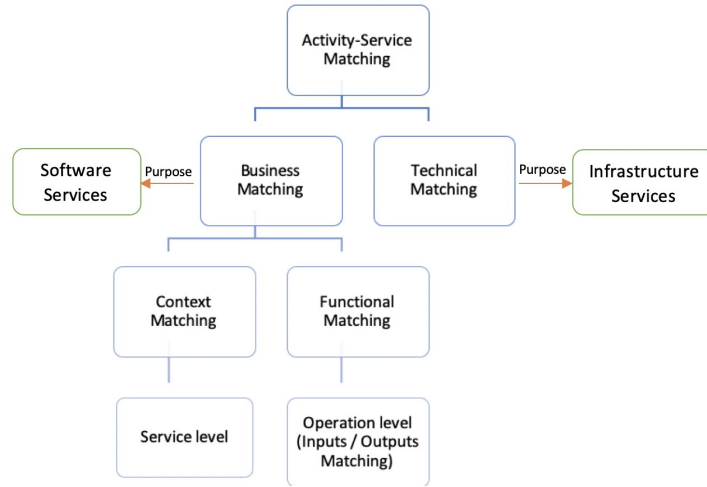 Activity-Service
Matching
Software
Services
Purpose
Business
Matching
Technical
Matching
Purpose
Infrastructure
Services
Context
Matching
Functional
Matching
Service level
Operation level
(Inputs / Outputs
Matching)